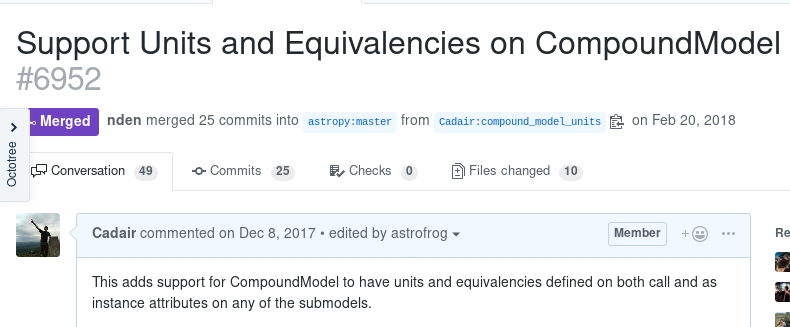 Support Units and Equivalencies on CompoundModel
#6952
Merged nden merged 25 commits into astropy:master from Cadair:compound_model_units on Feb 20, 2018
Octotree
Conversation 49 Commits 25 Checks 0 Files changed 10
Cadair commented on Dec 8, 2017 • edited by astrofrog Member
Re
This adds support for CompoundModel to have units and equivalencies defined on both call and as
instance attributes on any of the submodels.